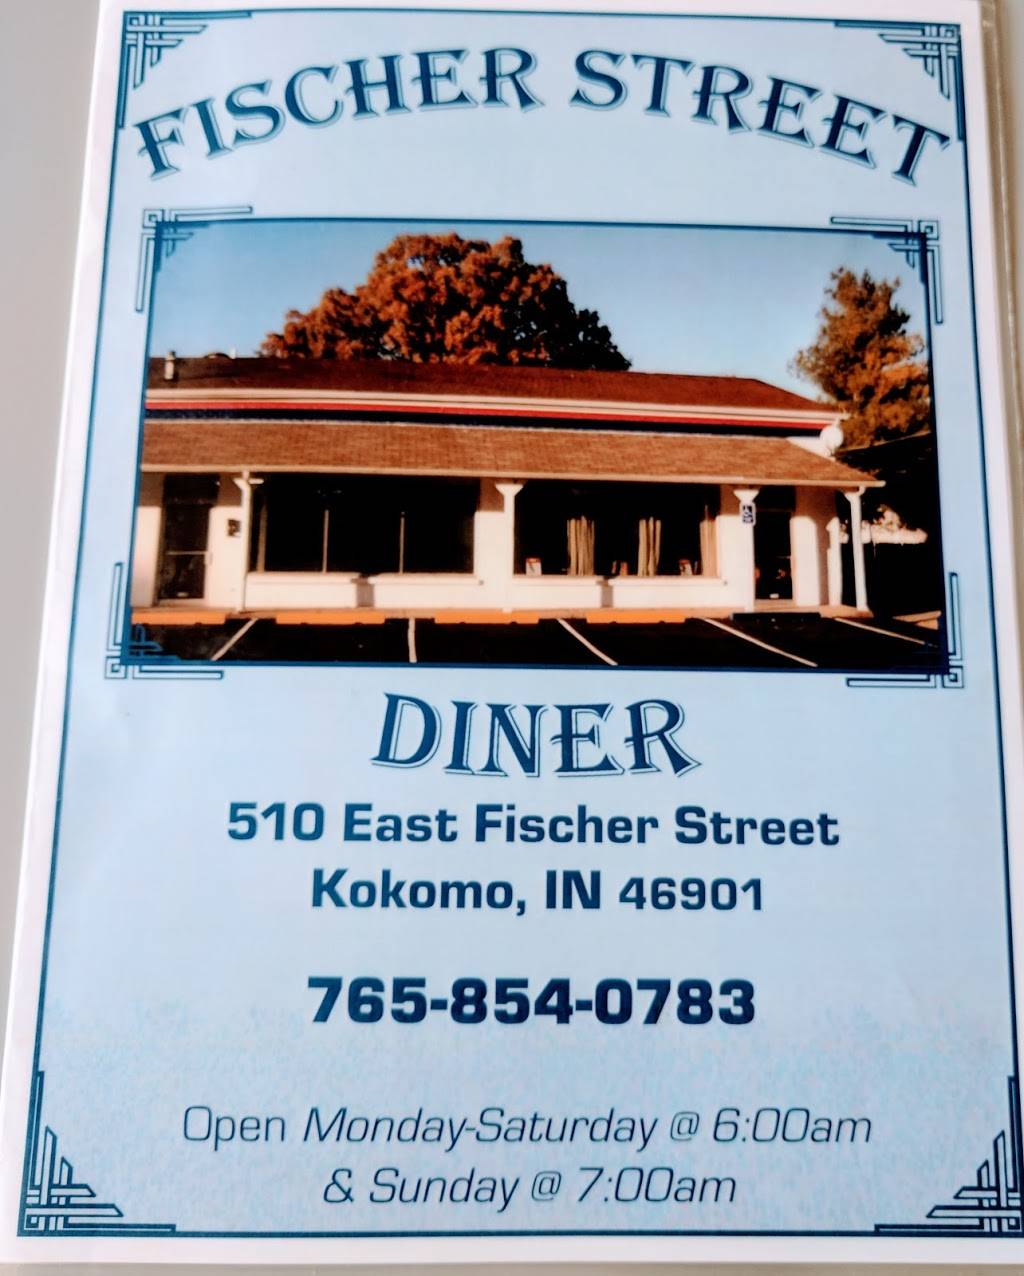 FISCHER STREET
DINER
510 East Fischer Street
Kokomo, IN 46901
765-854-0783
Open Monday-Saturday @ 6:00am
& Sunday @ 7:00am